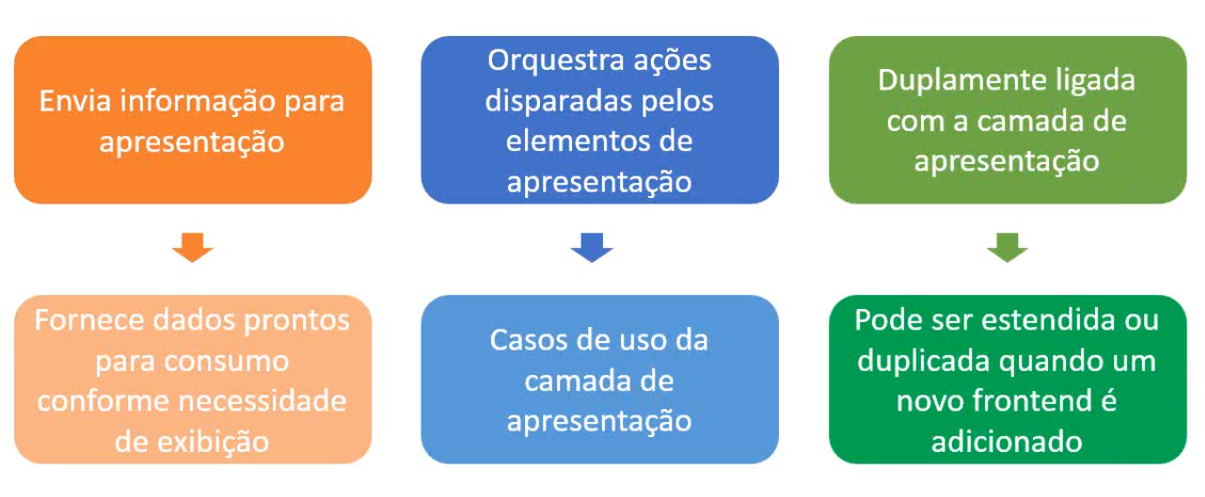 Envia informação para
apresentação
Orquestra ações
disparadas pelos
elementos de
apresentação
Duplamente ligada
com a camada de
apresentação
Fornece dados prontos
para consumo
conforme necessidade
de exibição
Casos de uso da
camada de
apresentação
Pode ser estendida ou
duplicada quando um
novo frontend é
adicionado